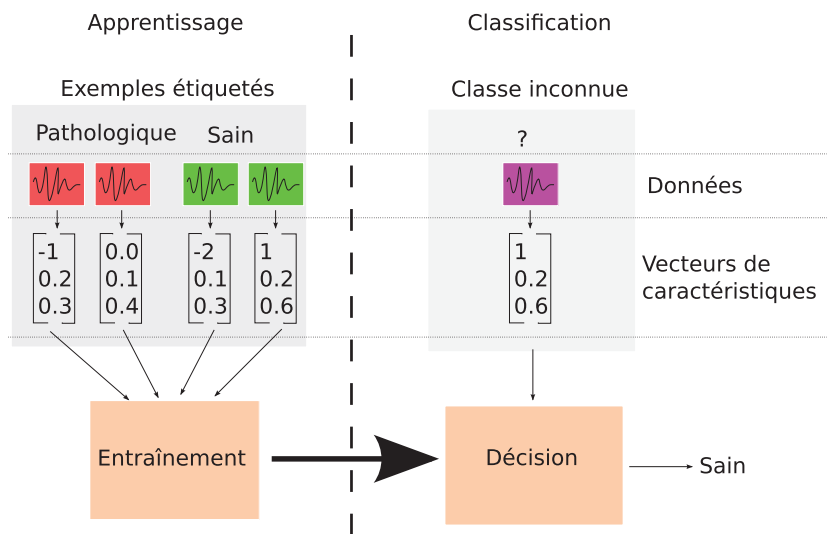 Apprentissage
Classification
Exemples étiquetés
Classe inconnue
Pathologique
Sain
?
Données
-1
0.2
0.3
0.0
0.1
0.4
-2
0.1
0.3
1
0.2
0.6
1
0.2
0.6
Vecteurs de
caractéristiques
Entraînement
Décision
Sain